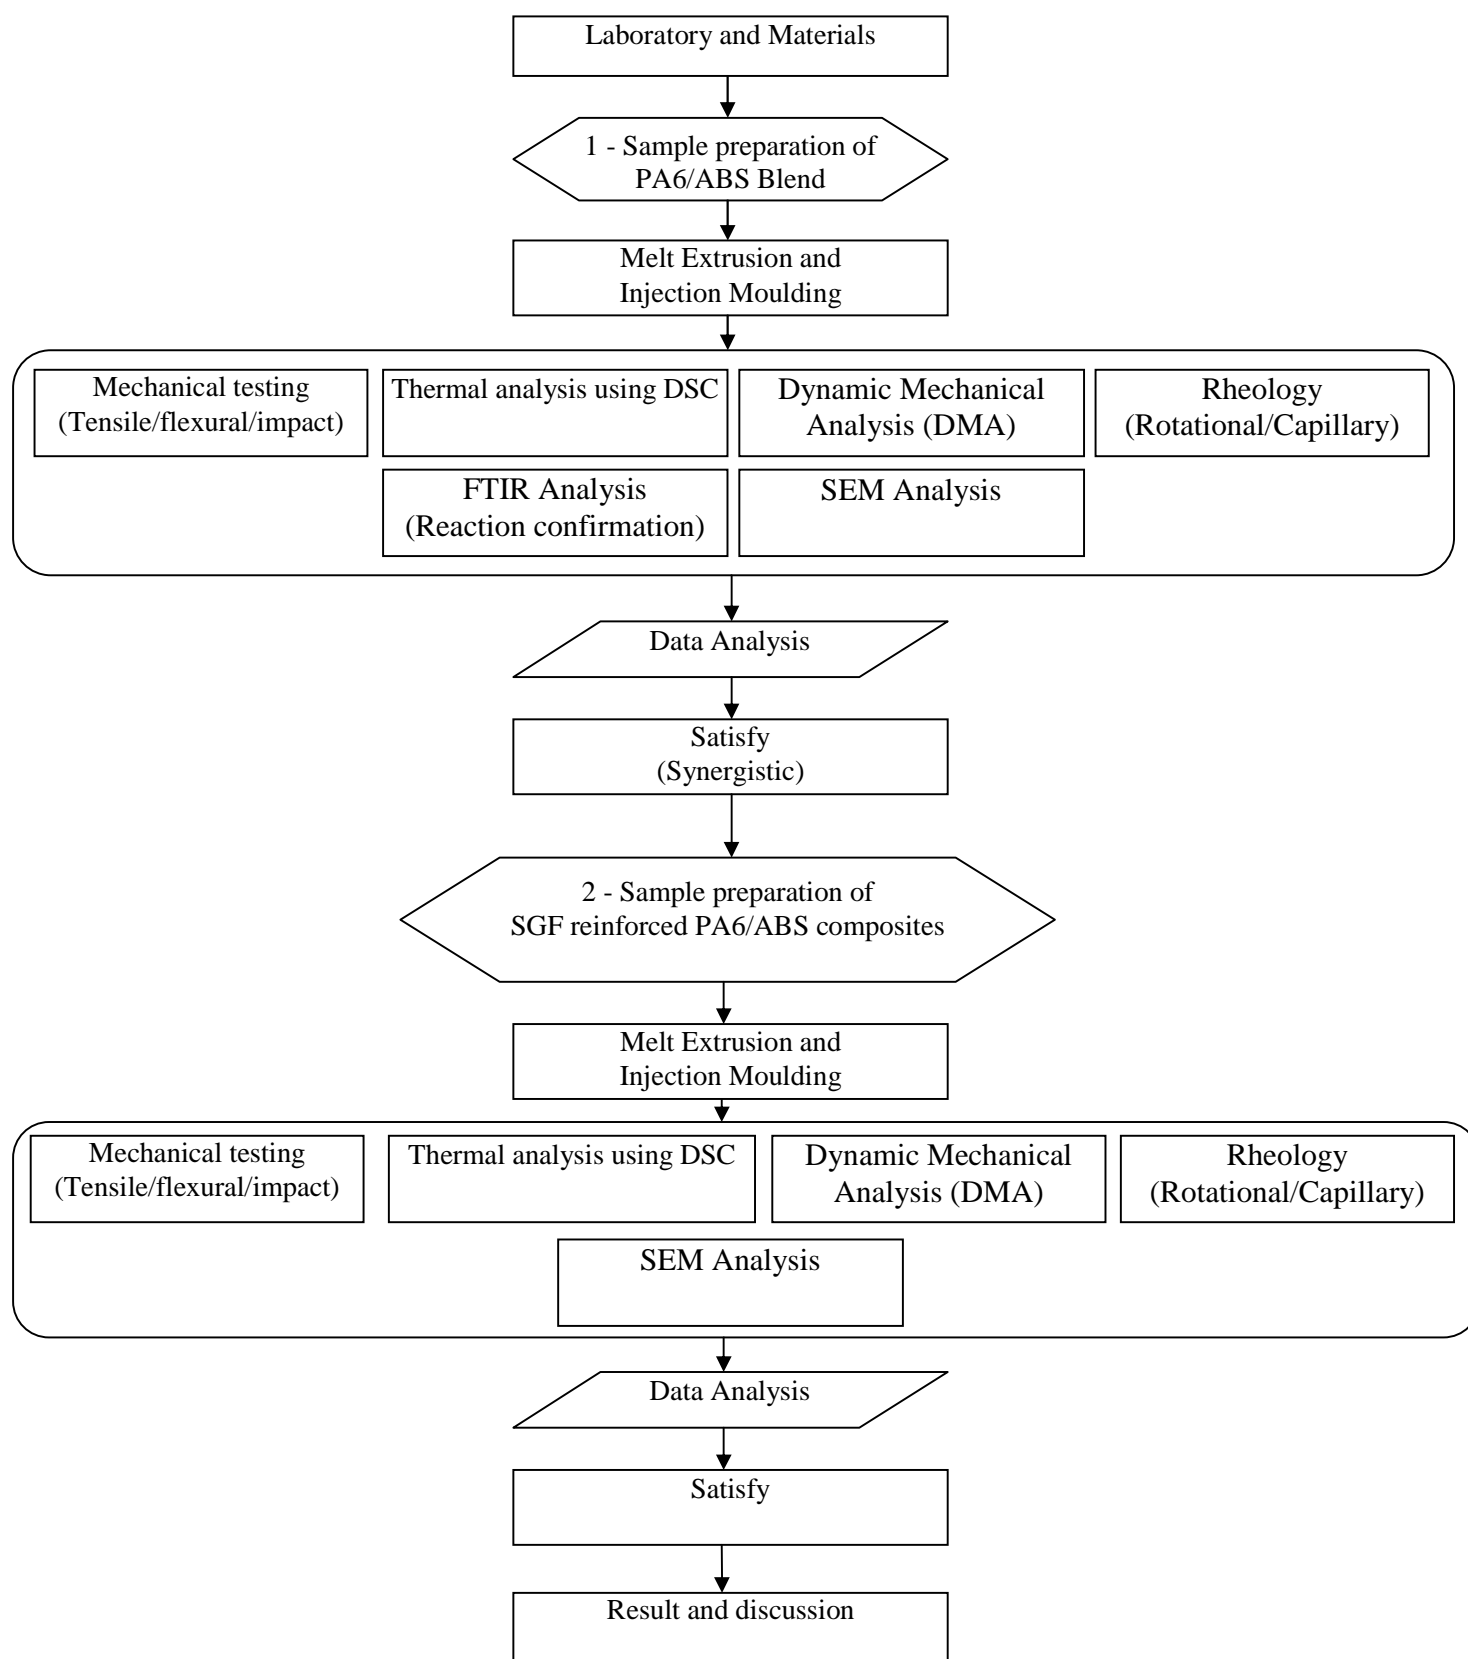 Laboratory and Materials
1 - Sample preparation of
PA6/ABS Blend
Melt Extrusion and
Injection Moulding
Mechanical testing
(Tensile/flexural/impact)
Thermal analysis using DSC
Dynamic Mechanical
Analysis (DMA)
Rheology
(Rotational/Capillary)
FTIR Analysis
(Reaction confirmation)
SEM Analysis
Data Analysis
Satisfy
(Synergistic)
2 - Sample preparation of
SGF reinforced PA6/ABS composites
Melt Extrusion and
Injection Moulding
Mechanical testing
(Tensile/flexural/impact)
Thermal analysis using DSC
Dynamic Mechanical
Analysis (DMA)
Rheology
(Rotational/Capillary)
SEM Analysis
Data Analysis
Satisfy
Result and discussion